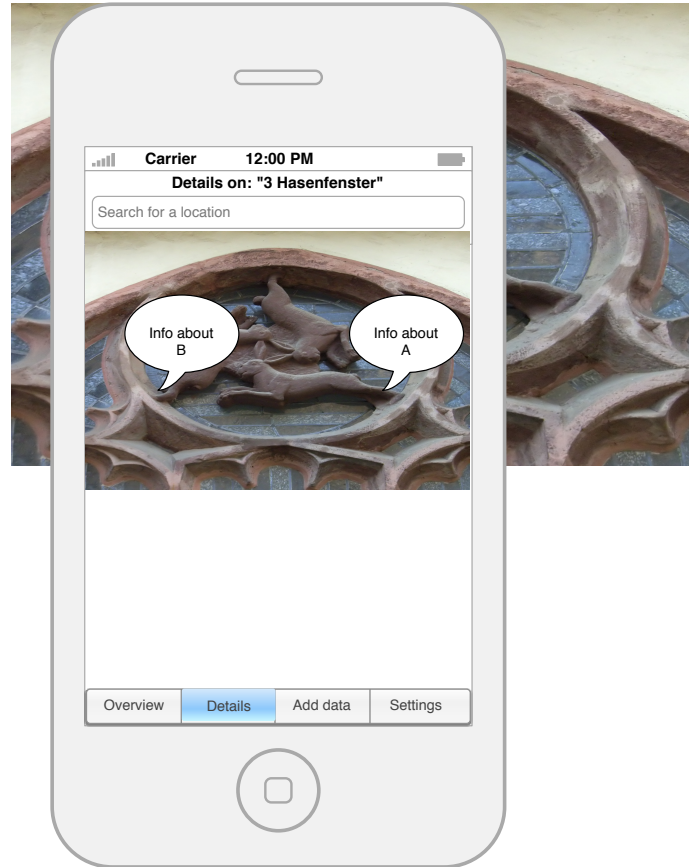 Carrier 12:00 PM
Details on: "3 Hasenfenster"
Search for a location
Info about
B
Info about
A
Overview Details Add data Settings